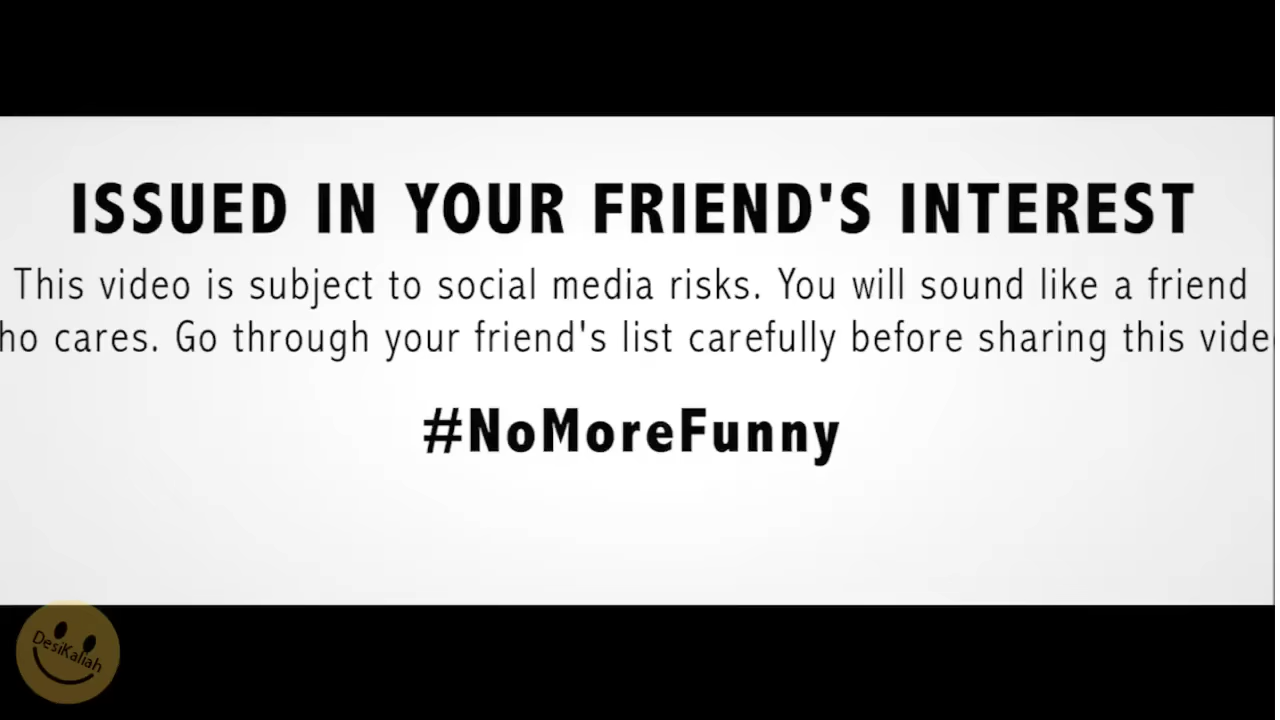 ISSUED IN YOUR FRIEND'S INTEREST
This video is subject to social media risks. You will sound like a friend
ho cares. Go through your friend's list carefully before sharing this vide
#NoMoreFunny
DesiKaliah